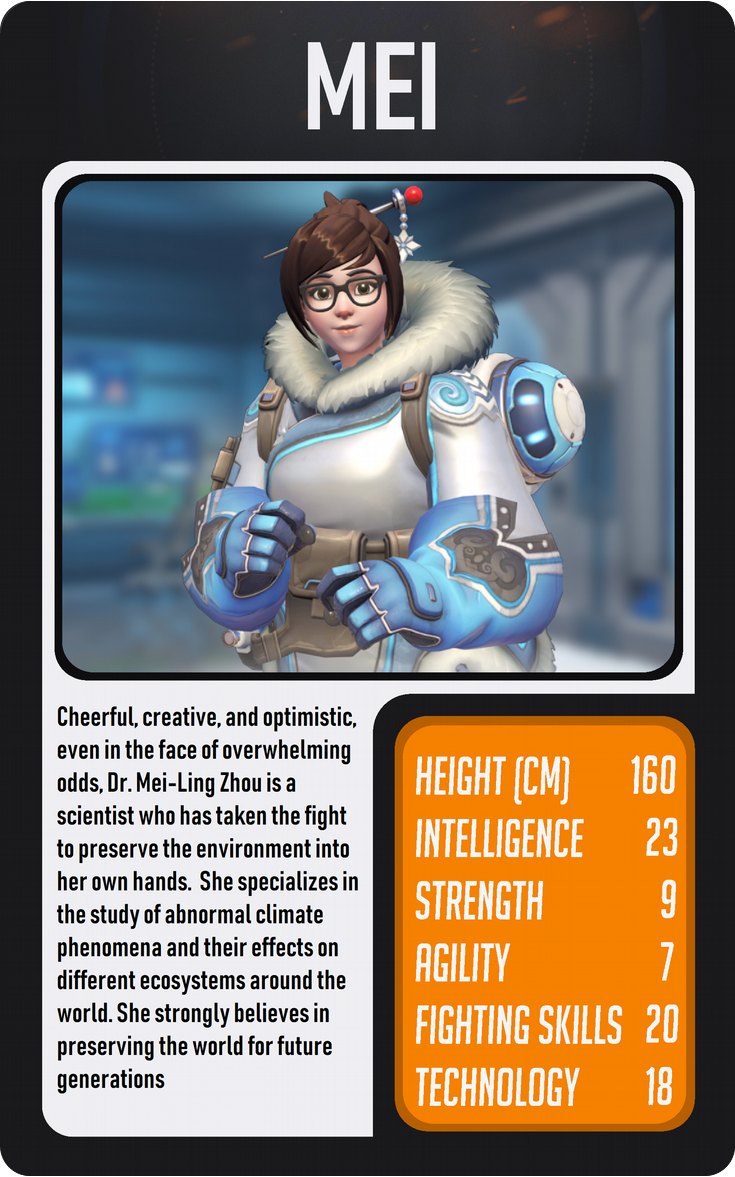 MEI
Cheerful, creative, and optimistic,
even in the face of overwhelming
odds, Dr. Mei-Ling Zhou is a
scientist who has taken the fight
to preserve the environment into
her own hands.  She specializes in
the study of abnormal climate
phenomena and their effects on
different ecosystems around the
world. She strongly believes in
preserving the world for future
generations
HEIGHT (CM) 160
INTELLIGENCE 23
STRENGTH 9
AGILITY 7
FIGHTING SKILLS 20
TECHNOLOGY 18